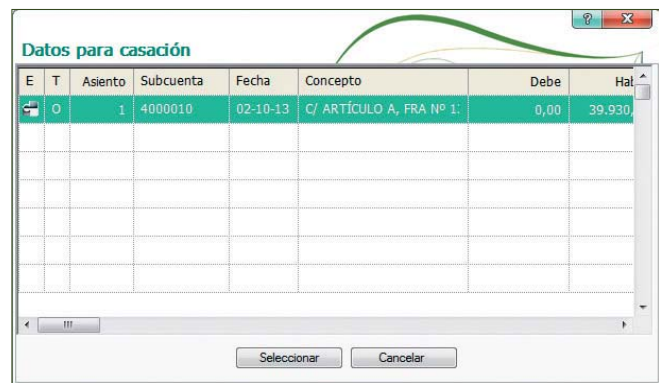 Datos para casación
E T Asiento Subcuenta Fecha Concepto Debe Hab
O 1 4000010 02-10-13 C/ ARTÍCULO A, FRA Nº 1 0,00 39.930,
Seleccionar Cancelar